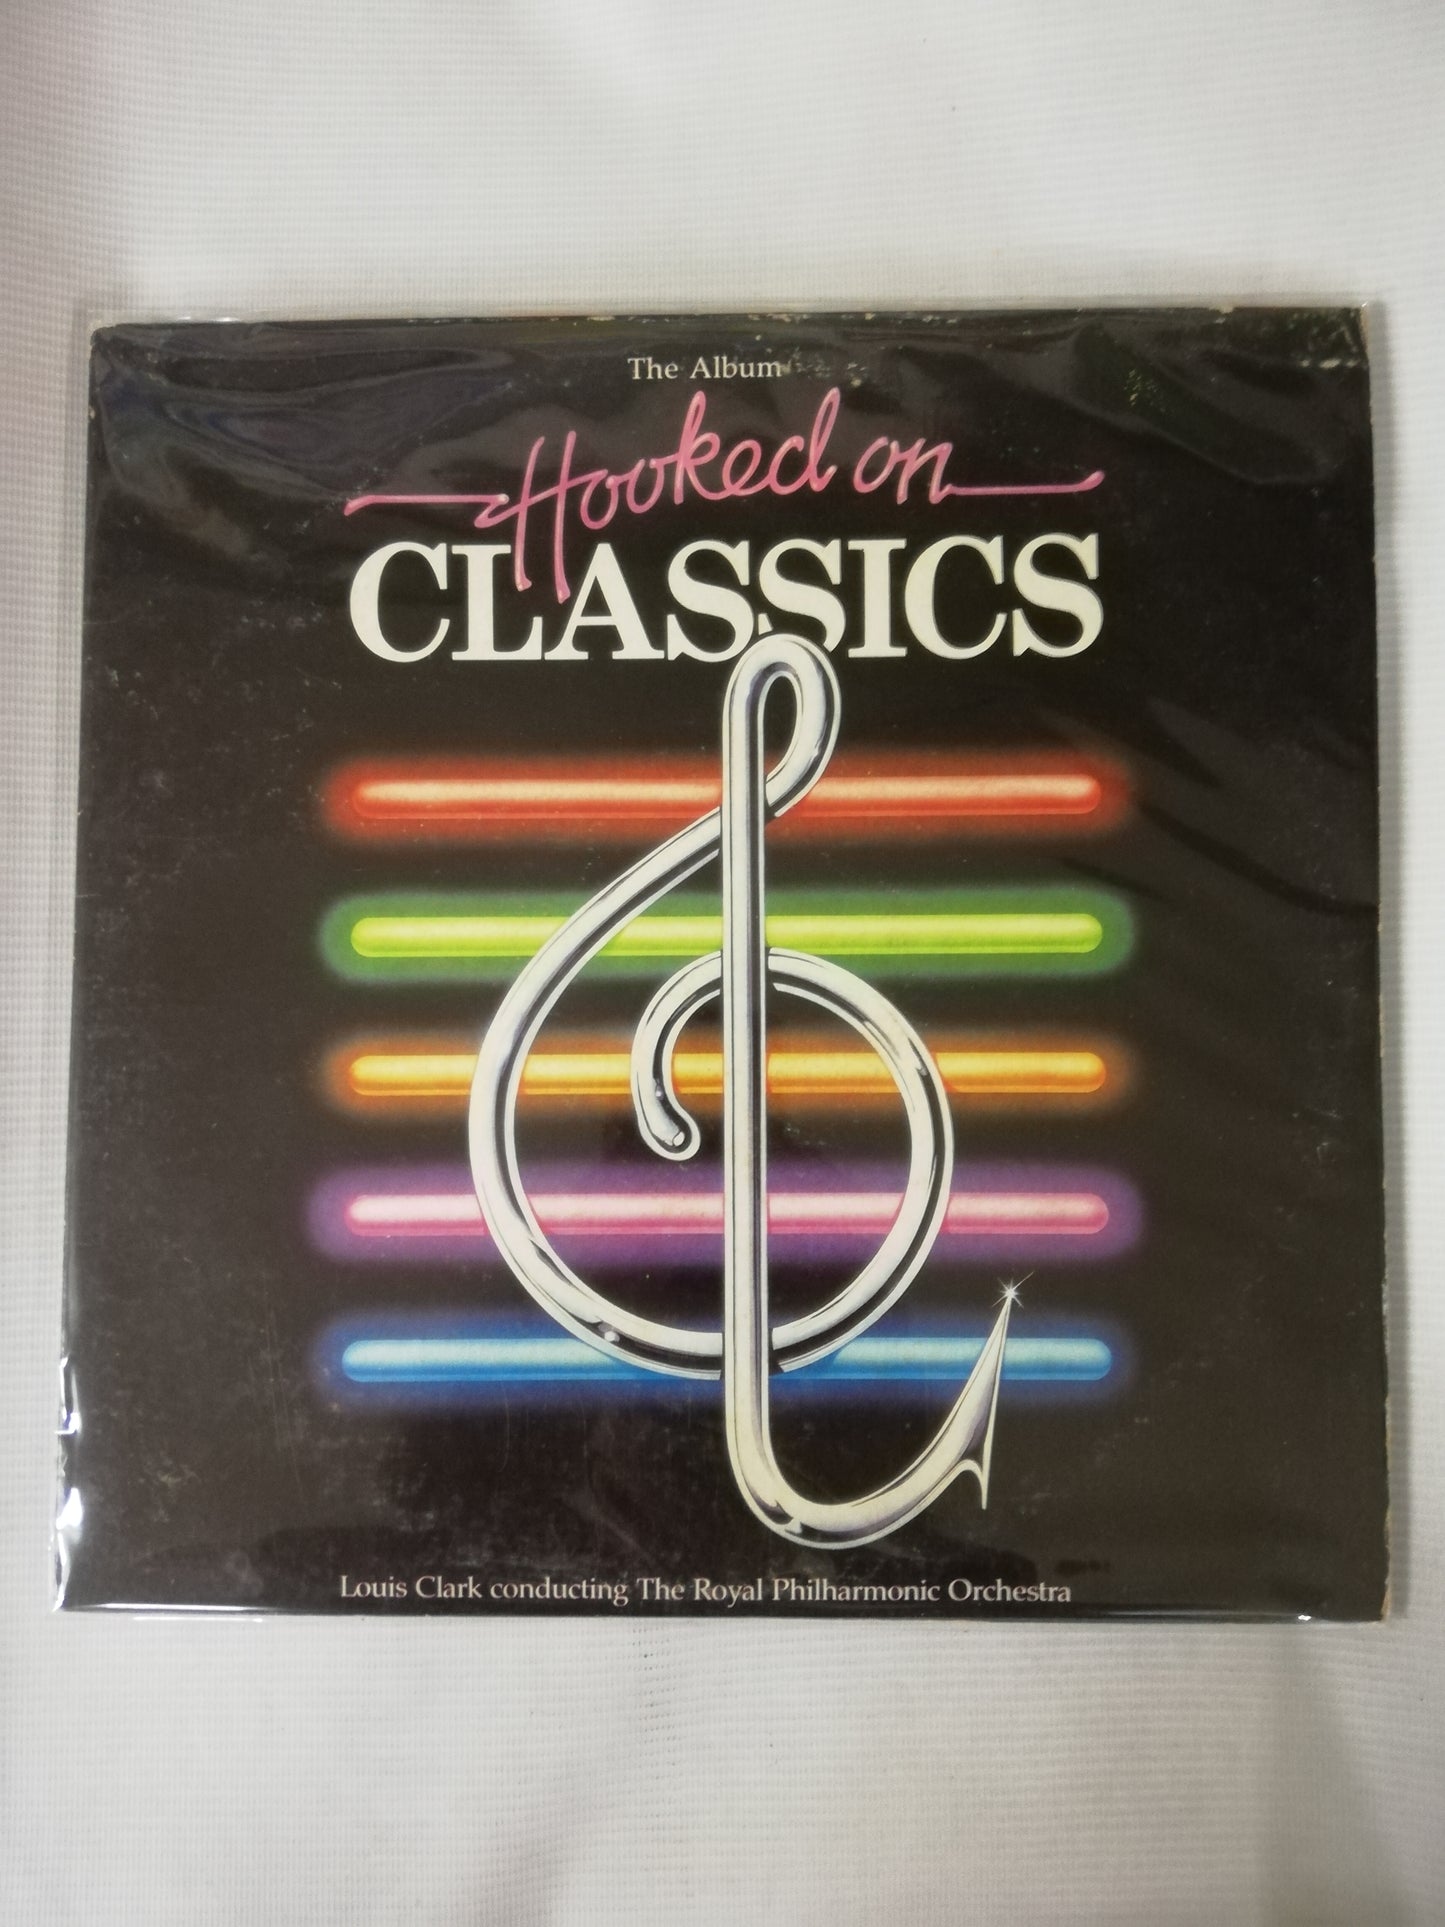 The Album
Hooked on
CLASSICS
Louis Clark conducting The Royal Philharmonic Orchestra